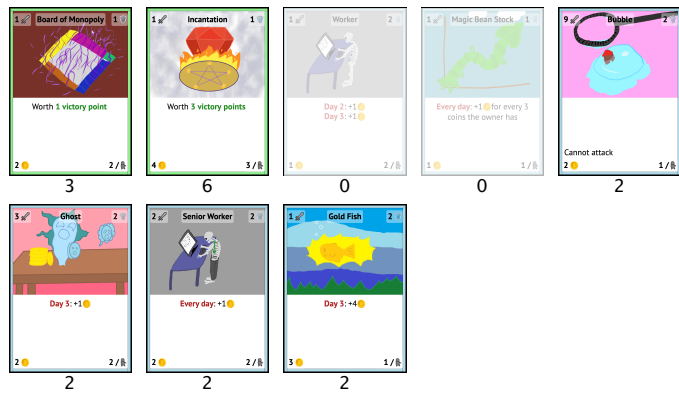 1 Board of Monopoly 1
Worth 1 victory point
2 2 /
3
1 Incantation 1
Worth 3 victory points
4 3 /
6
1 Worker 2
Day 2: +1
Day 3: +1
1 2 /
0
1 Magic Bean Stock 2
Every day: +1 for every 3
coins the owner has
1 1 /
0
9 Bubble 2
Cannot attack
2 1 /
2
3 Ghost 2
Day 3: +1
2 2 /
2
2 Senior Worker 2
Every day: +1
2 2 /
2
1 Gold Fish 2
Day 3: +4
3 1 /
2